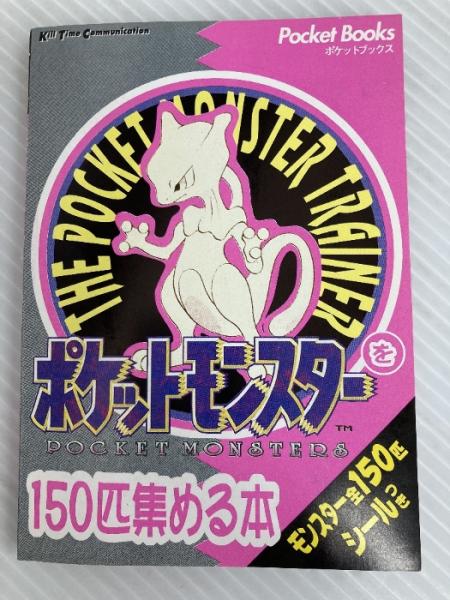 Kill Time Communication
Pocket Books
ポケットブックス
THE POCKET MONSTER TRAINER
ポケットモンスターを
TM
POCKET MONSTERS
150匹集める本
モンスター全150匹
シールつき